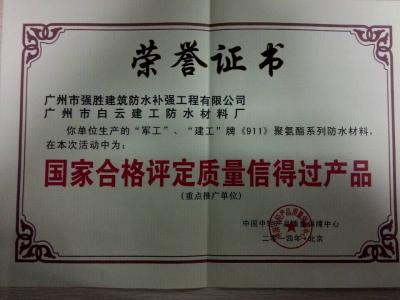 荣誉证书
广州市强胜建筑防水补强工程有限公司
广州市白云建工防水材料厂
你单位生产的“军工”、“建工”牌《911》聚氨酯系列防水材料，
在本次活动中为：
国家合格评定质量信得过产品
(重点推广单位)
二〇一四年·北京